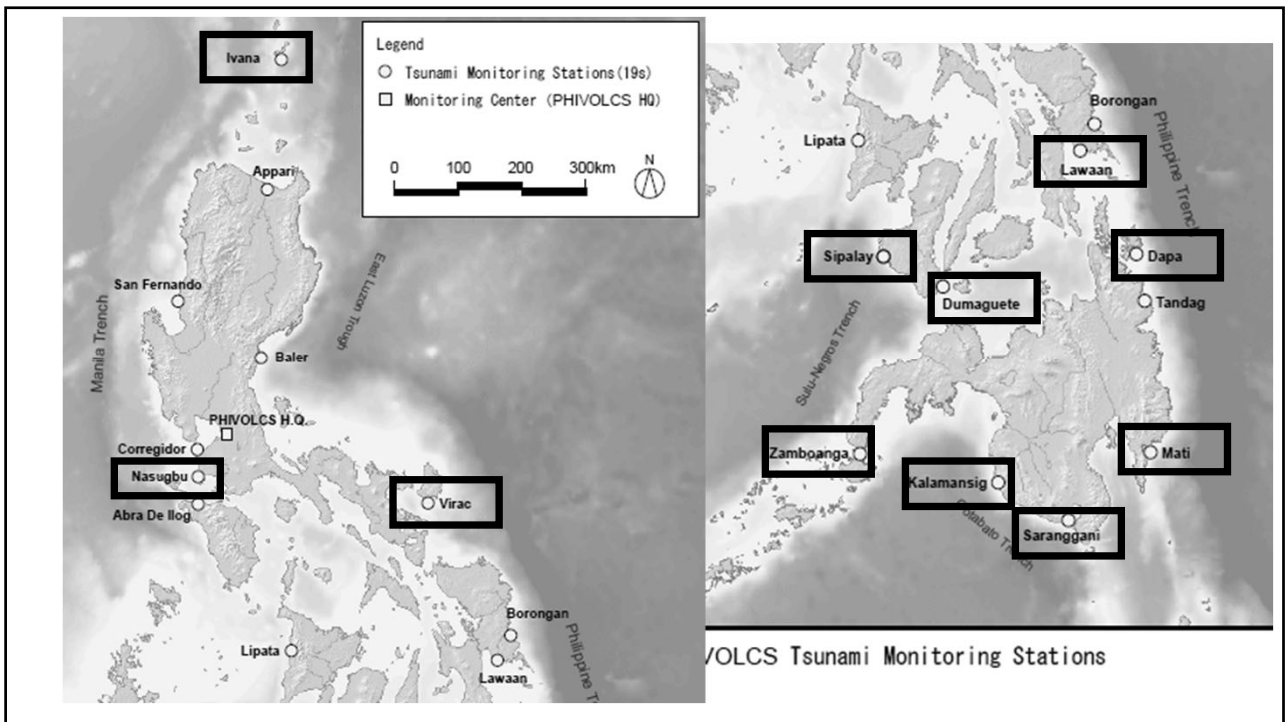 Ivana
Legend
Tsunami Monitoring Stations(19s)
Monitoring Center (PHIVOLCS HQ)
0 100 200 300km
N
Appari
San Fernando
Manila Trench
East Luzon Trough
Baler
PHIVOLCS H.Q.
Corregidor
Nasugbu
Abra De Ilog
Virac
Borongan
Lipata
Lawaan
Philippine Tr
Borongan
Lipata
Lawaan
Philippine Trench
Sipalay
Dapa
Dumaguete
Tandag
Sulu-Negros Trench
Zamboanga
Mati
Kalamansig
otabato Trench
Saranggani
VOLCS Tsunami Monitoring Stations